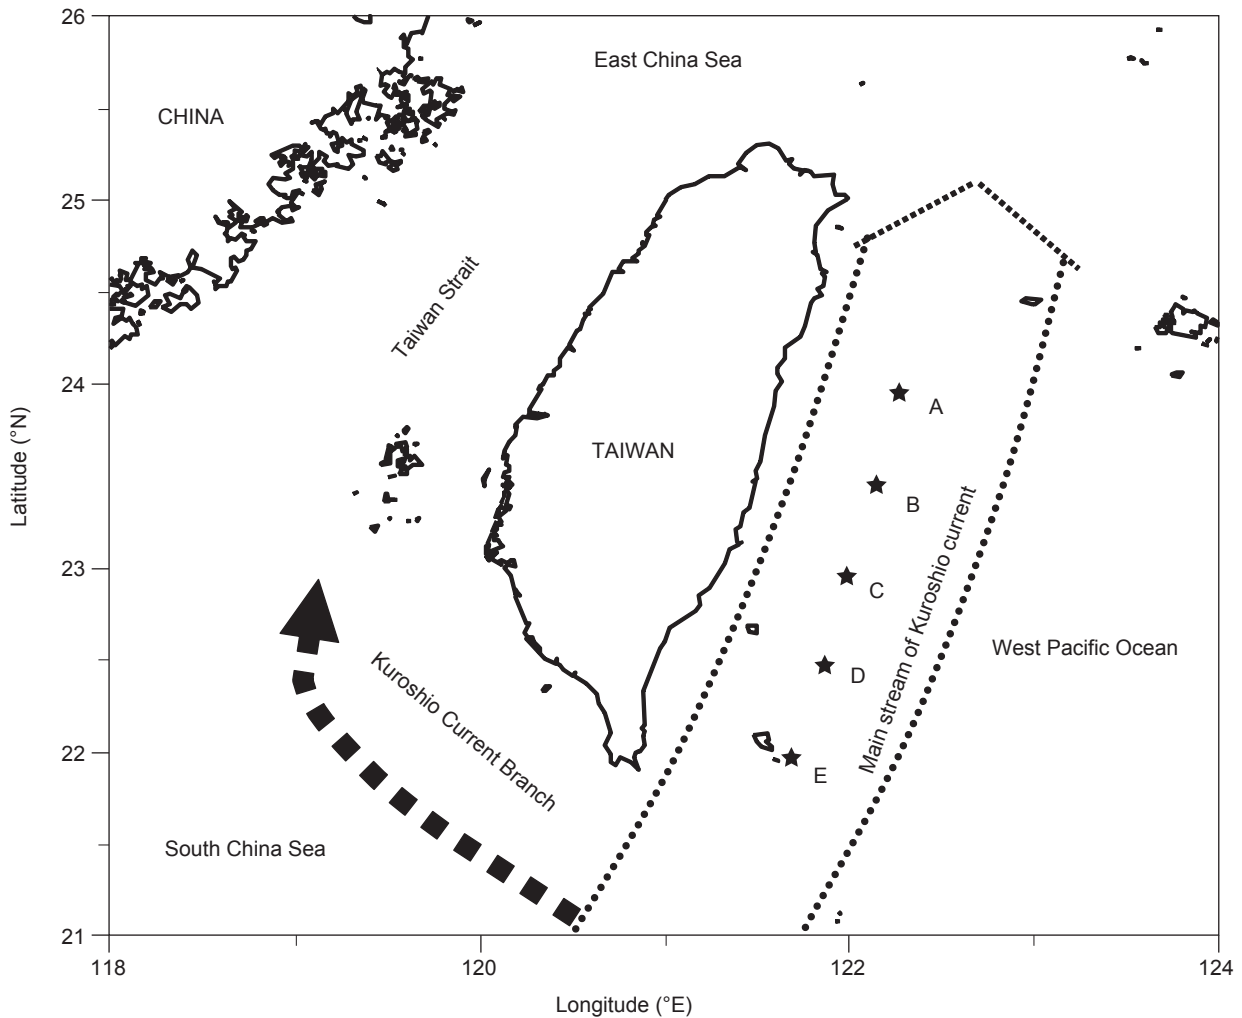 26
East China Sea
CHINA
25
Taiwan Strait
24
A
TAIWAN
B
Latitude (°N)
23
C
Main stream of Kuroshio current
West Pacific Ocean
Kuroshio Current Branch
D
22
E
South China Sea
21
118
120
122
124
Longitude (°E)